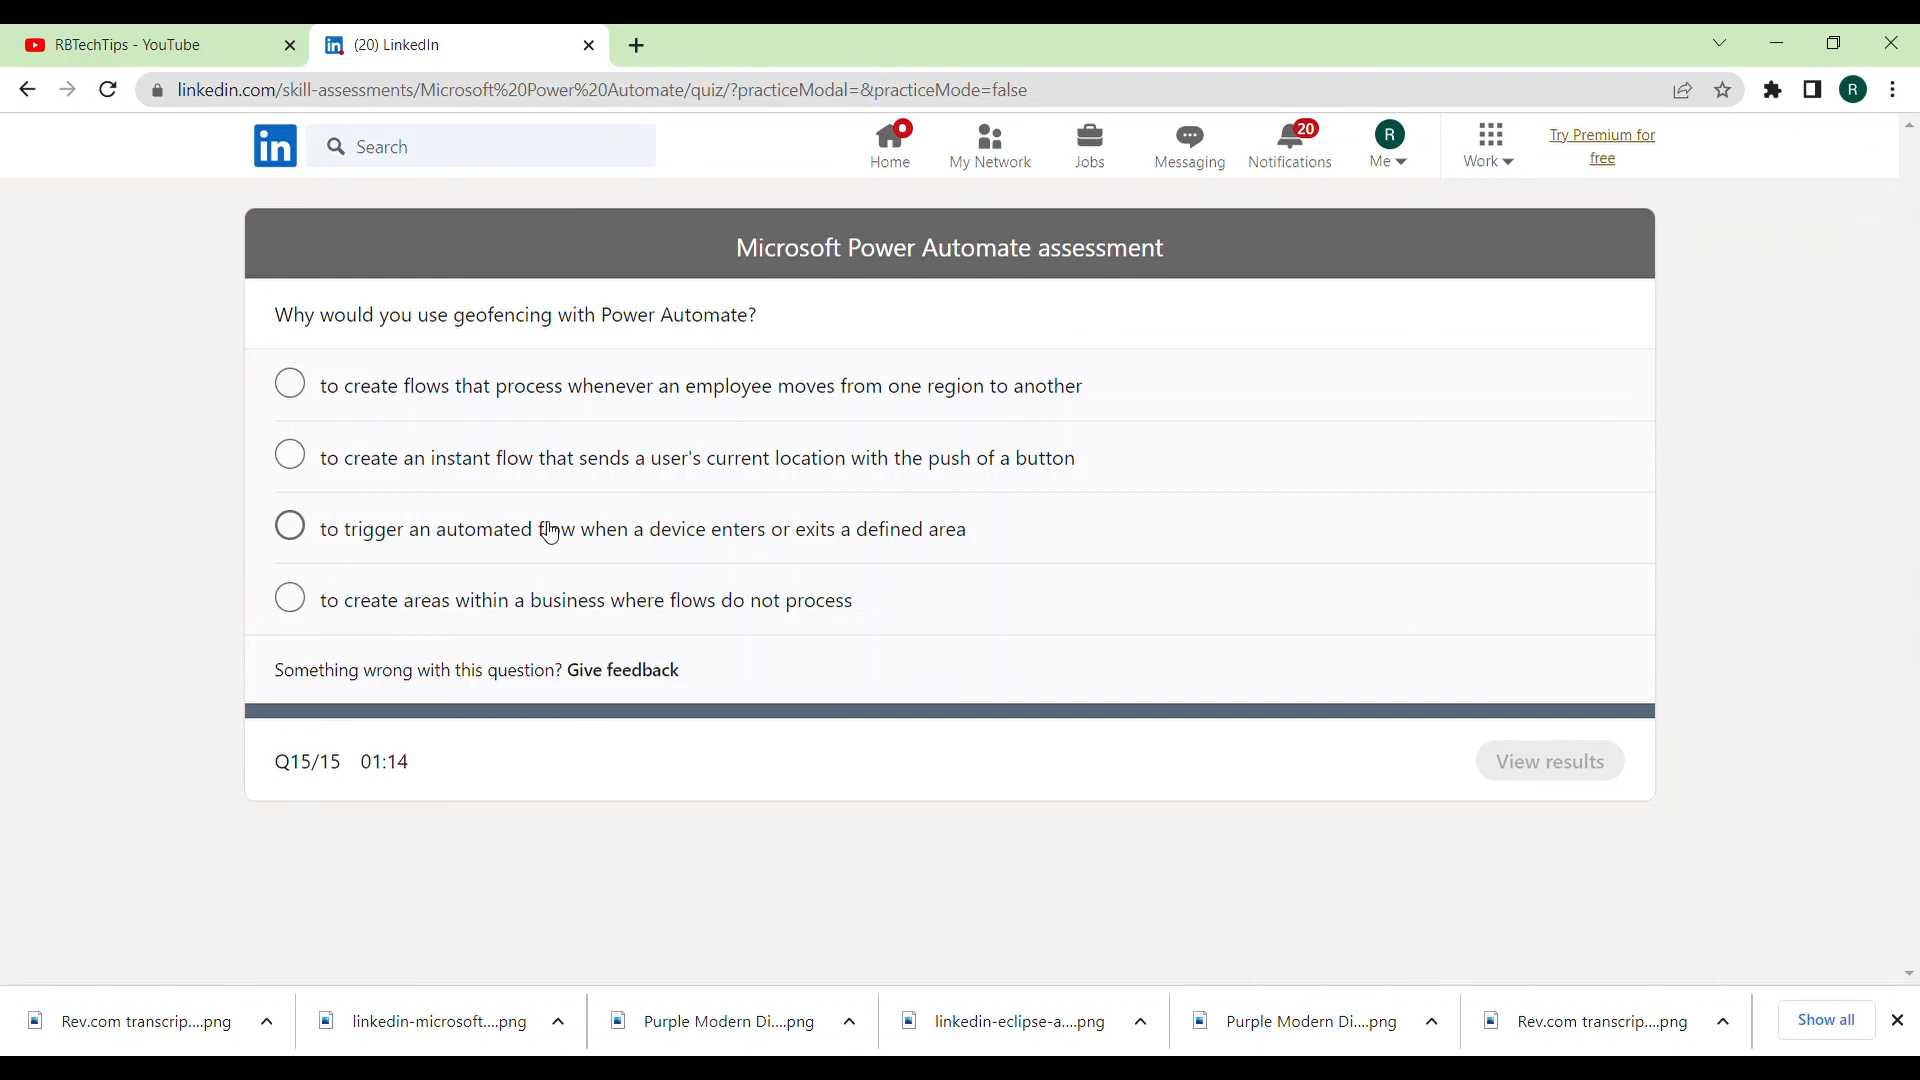 RBTechTips - YouTube
(20) LinkedIn
linkedin.com/skill-assessments/Microsoft%20Power%20Automate/quiz/?practiceModal=&practiceMode=false
R
in
Search
Home
My Network
Jobs
Messaging
20
Notifications
R
Me
Work
Try Premium for
free
Microsoft Power Automate assessment
Why would you use geofencing with Power Automate?
to create flows that process whenever an employee moves from one region to another
to create an instant flow that sends a user's current location with the push of a button
to trigger an automated flow when a device enters or exits a defined area
to create areas within a business where flows do not process
Something wrong with this question? Give feedback
Q15/15 01:14
View results
Rev.com transcrip....png
linkedin-microsoft....png
Purple Modern Di....png
linkedin-eclipse-a....png
Purple Modern Di....png
Rev.com transcrip....png
Show all